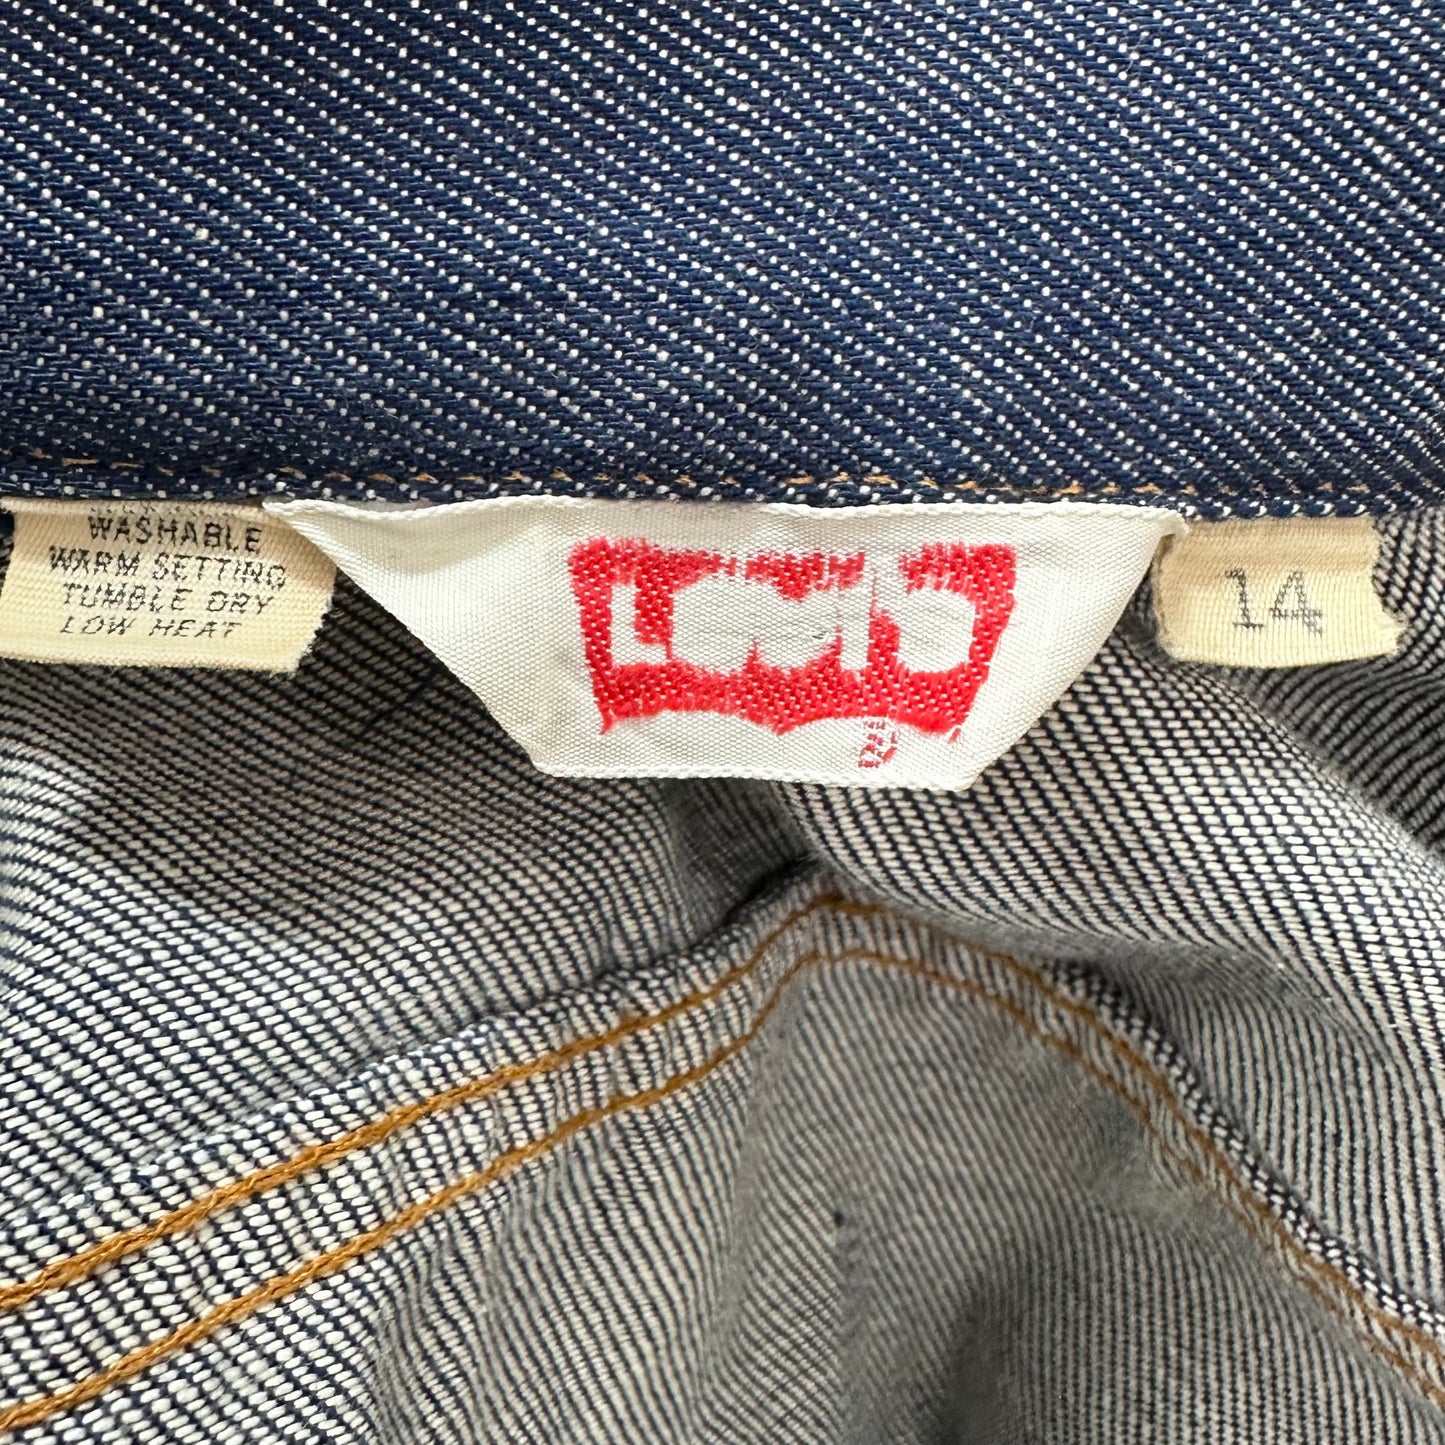 WASHABLE
WARM SETTING
TUMBLE DRY
LOW HEAT
14